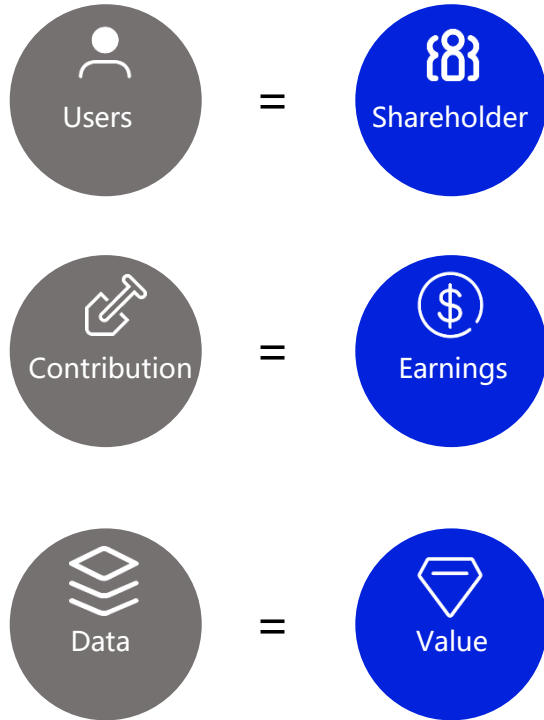 Users = Shareholder
Contribution = Earnings
Data = Value